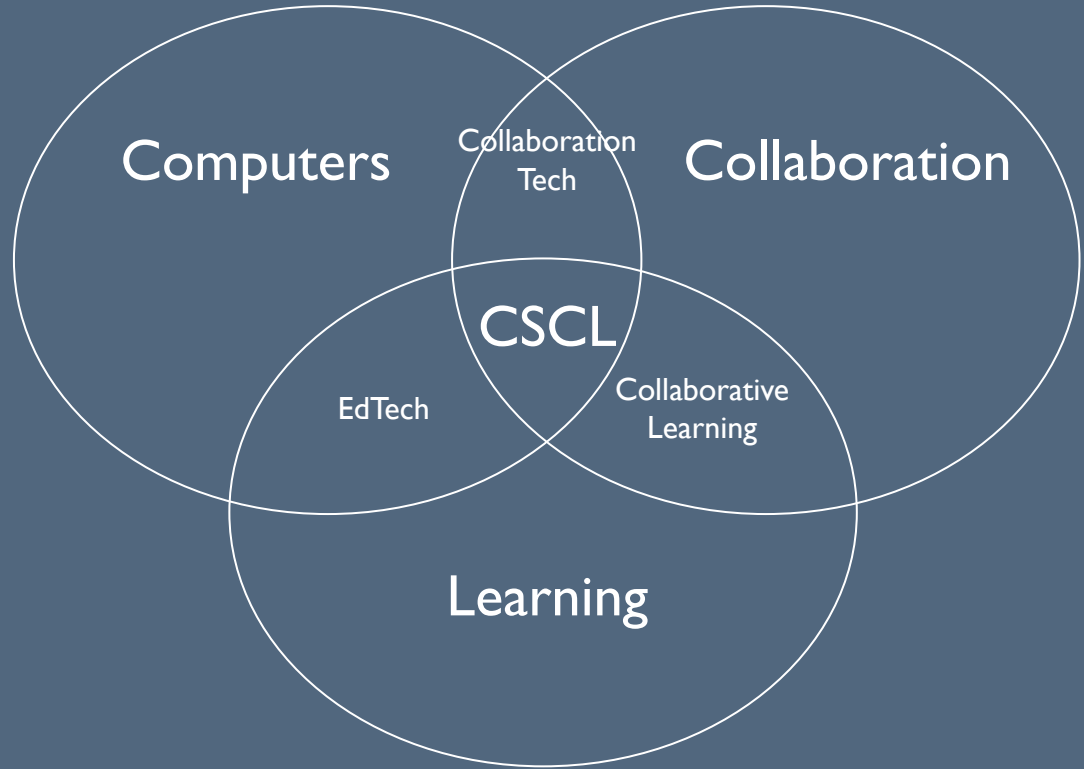 Computers
Collaboration
Tech
Collaboration
CSCL
EdTech
Collaborative
Learning
Learning